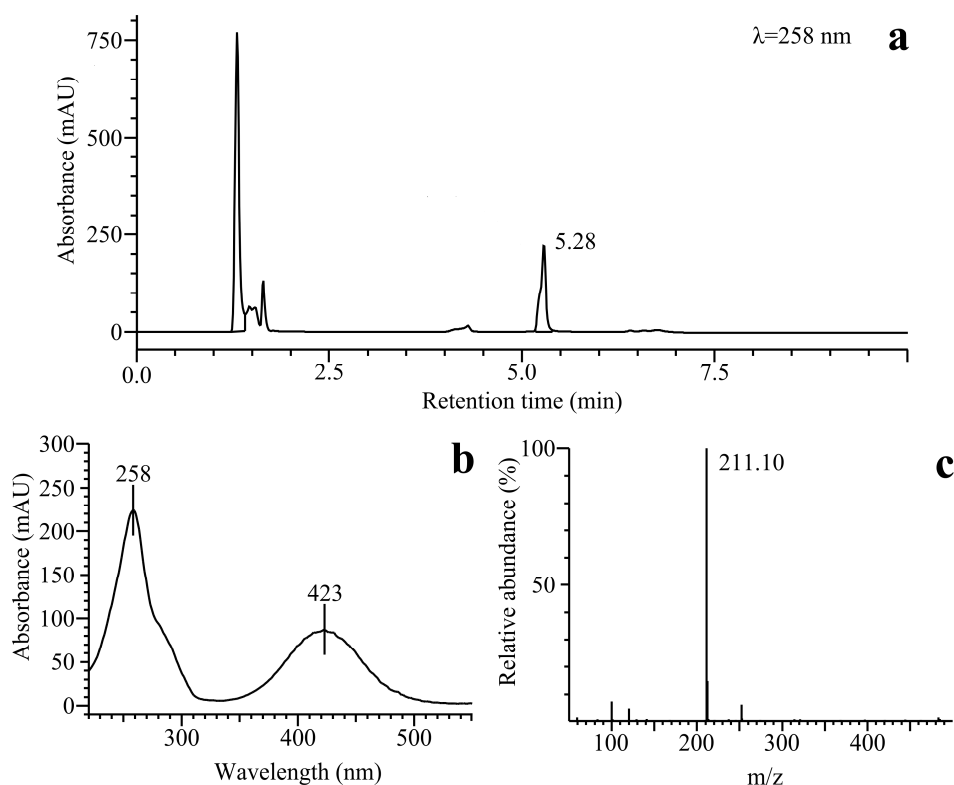 λ=258 nm a
Absorbance (mAU)
750
500
250
0
5.28
0.0 2.5 5.0 7.5
Retention time (min)
b
Absorbance (mAU)
300
250
200
150
100
50
0
258
423
300 400 500
Wavelength (nm)
c
Relative abundance (%)
100
50
211.10
100 200 300 400
m/z